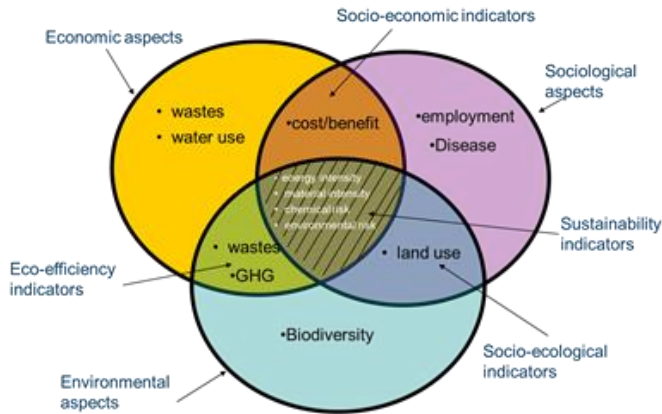 Socio-economic indicators
Economic aspects
Sociological
aspects
• wastes
• water use
•cost/benefit
•employment
•Disease
• energy intensity
• material intensity
• chemical risk
• environmental risk
Sustainability
indicators
• wastes
•GHG
• land use
Eco-efficiency
indicators
•Biodiversity
Socio-ecological
indicators
Environmental
aspects